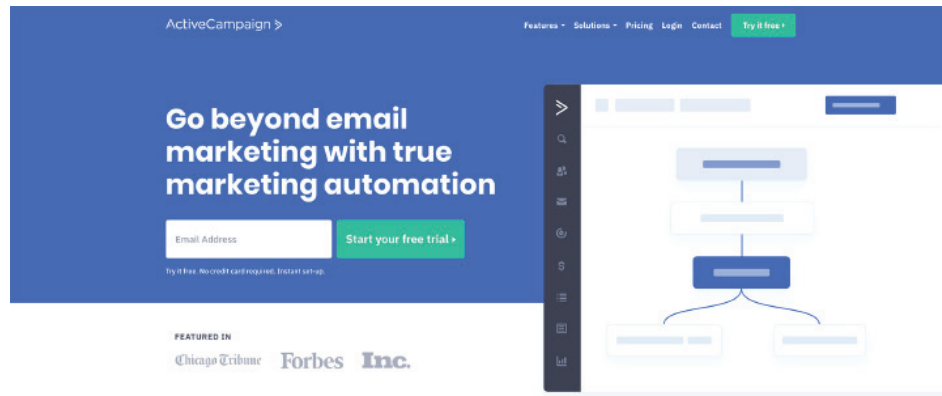 ActiveCampaign >
Features Solutions Pricing Login Contact Try it free ›
Go beyond email
marketing with true
marketing automation
Email Address
Start your free trial ›
Try it free. No credit card required. Instant set-up.
FEATURED IN
Chicago Tribune Forbes Inc.